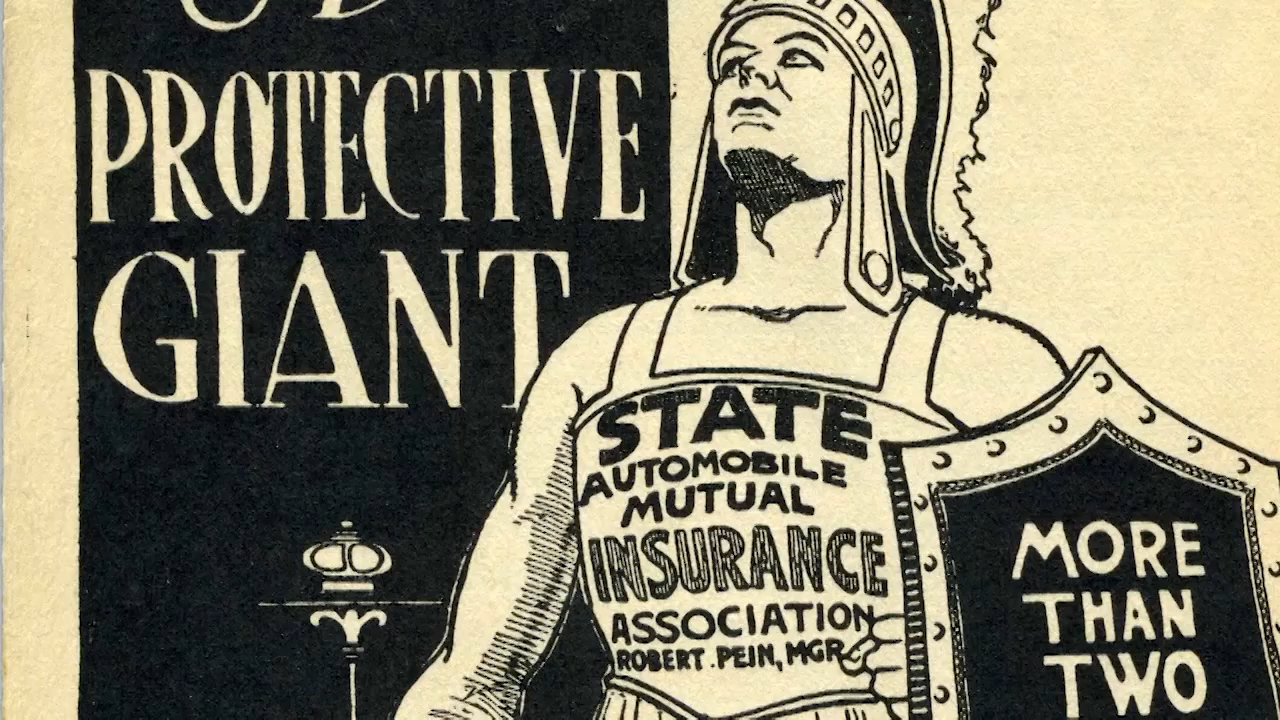 PROTECTIVE
GIANT
STATE
AUTOMOBILE
MUTUAL
INSURANCE
ASSOCIATION
ROBERT.PEIN, MGR.
MORE
THAN
TWO